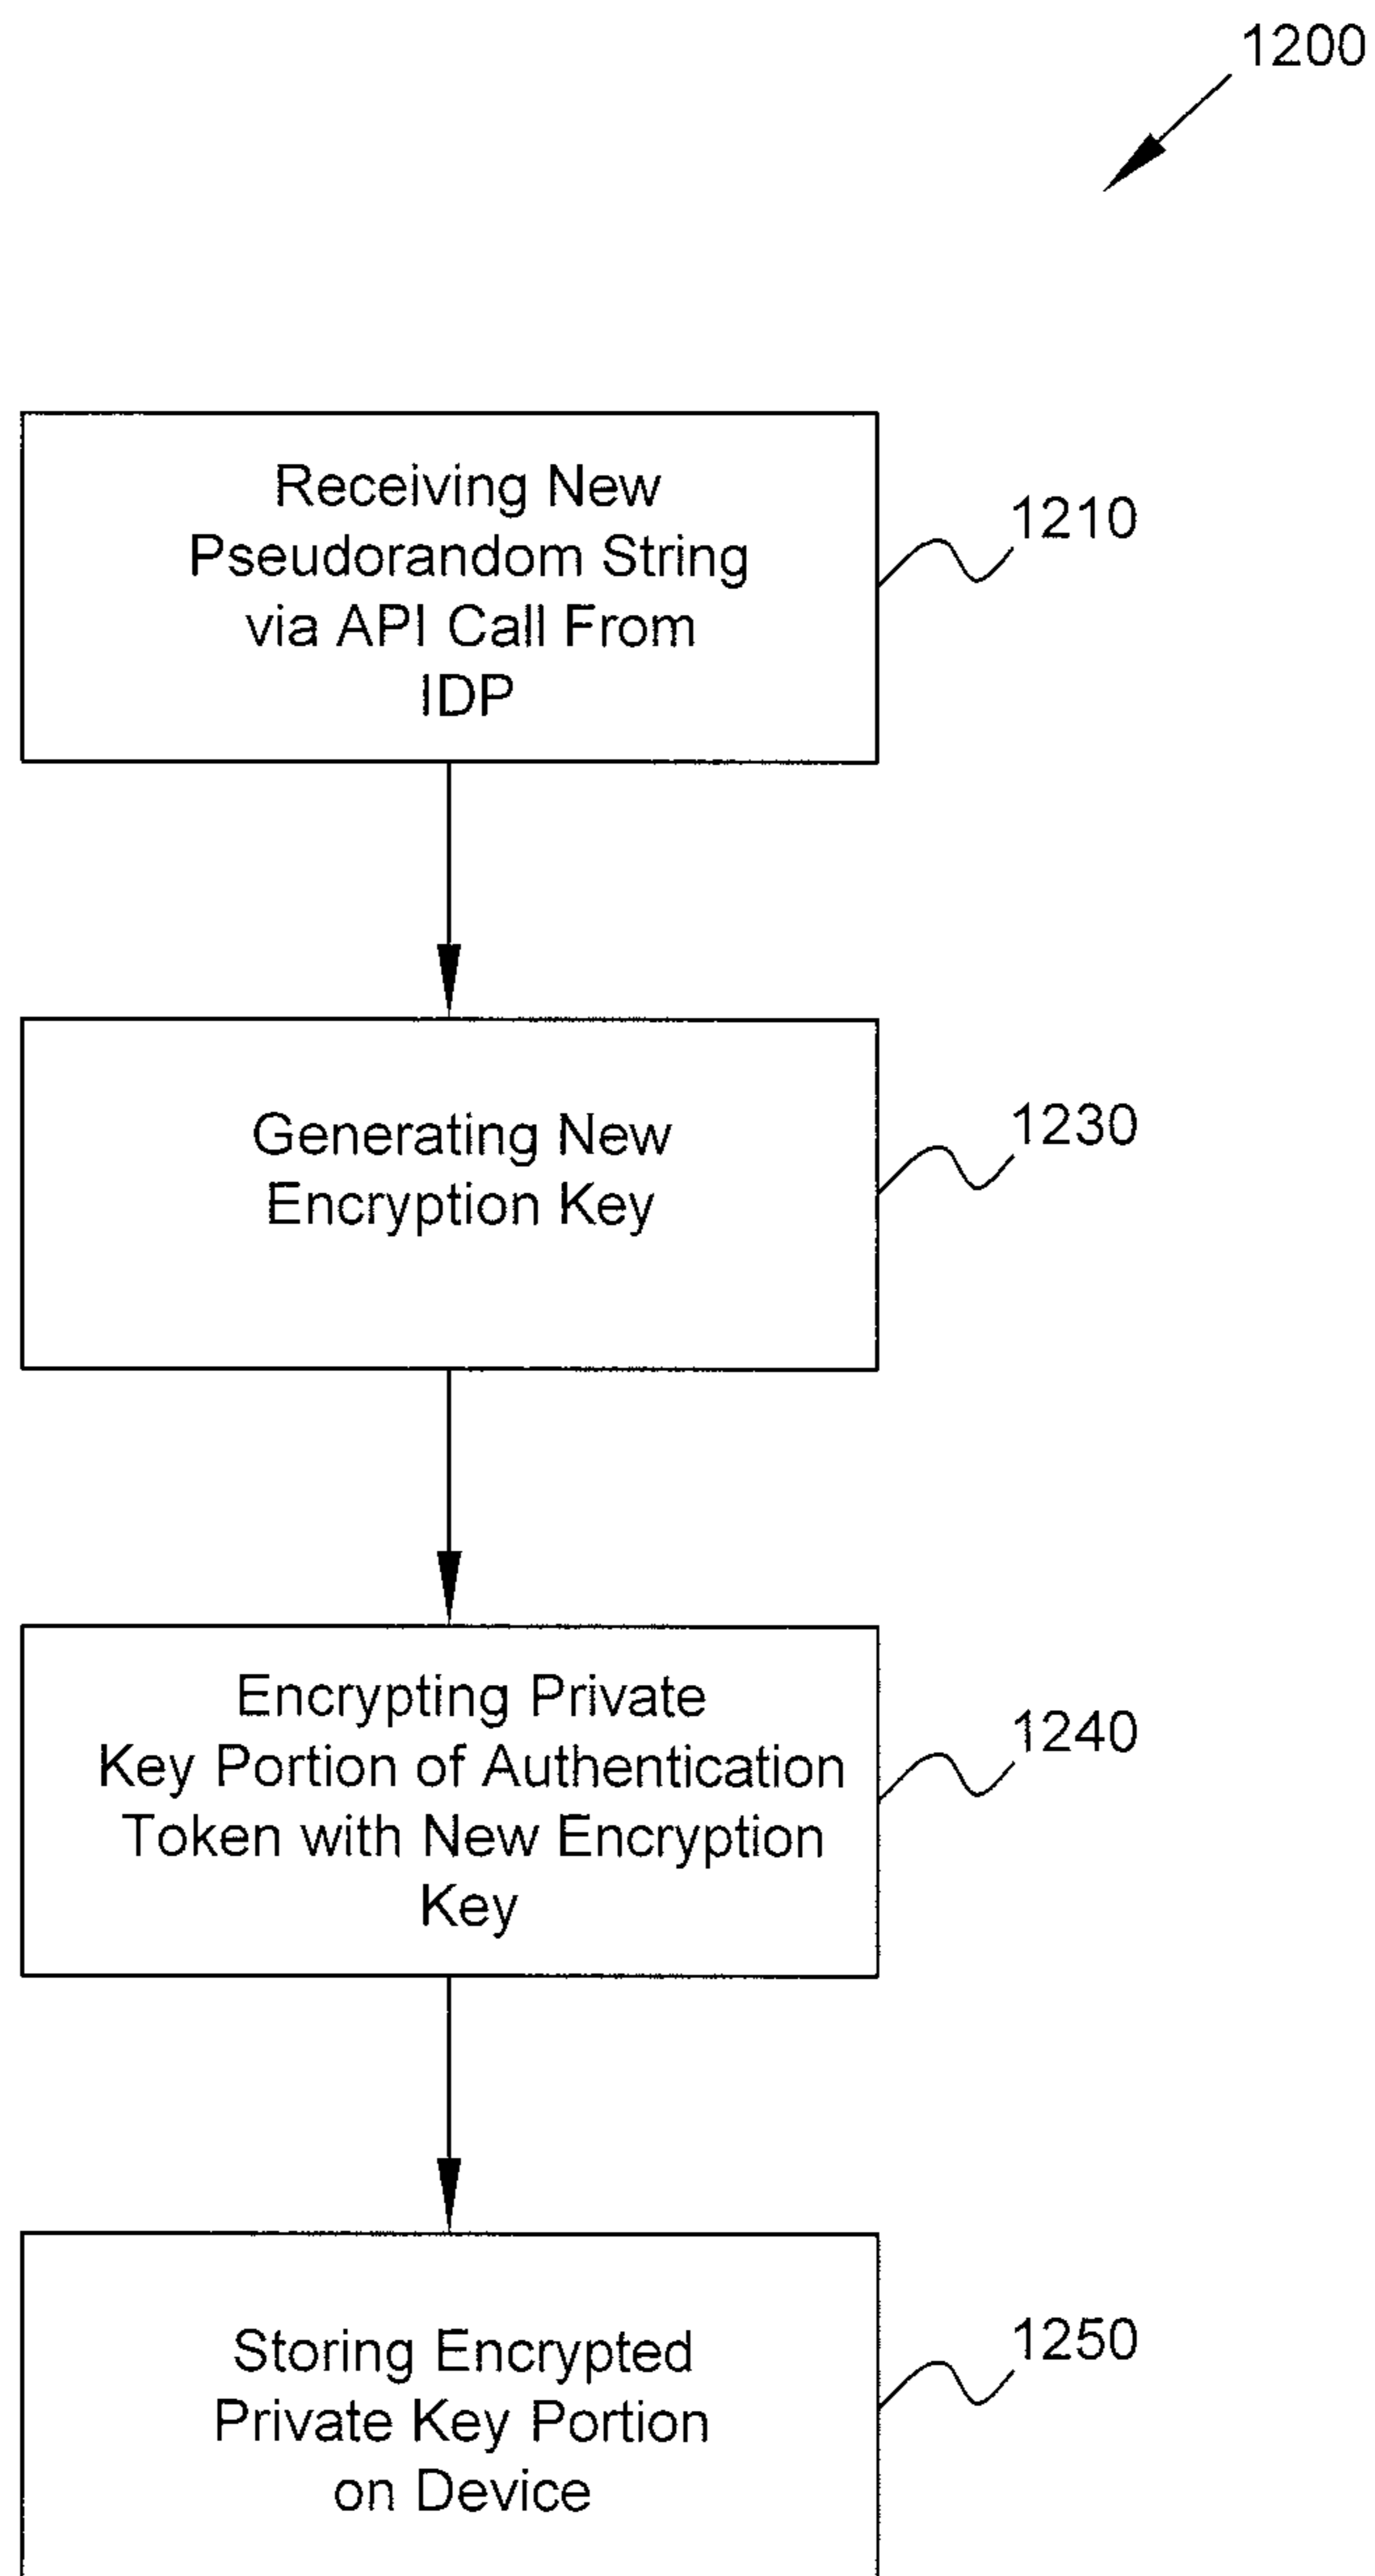 1200
Receiving New
Pseudorandom String
via API Call From
IDP
1210
Generating New
Encryption Key
1230
Encrypting Private
Key Portion of Authentication
Token with New Encryption
Key
1240
Storing Encrypted
Private Key Portion
on Device
1250